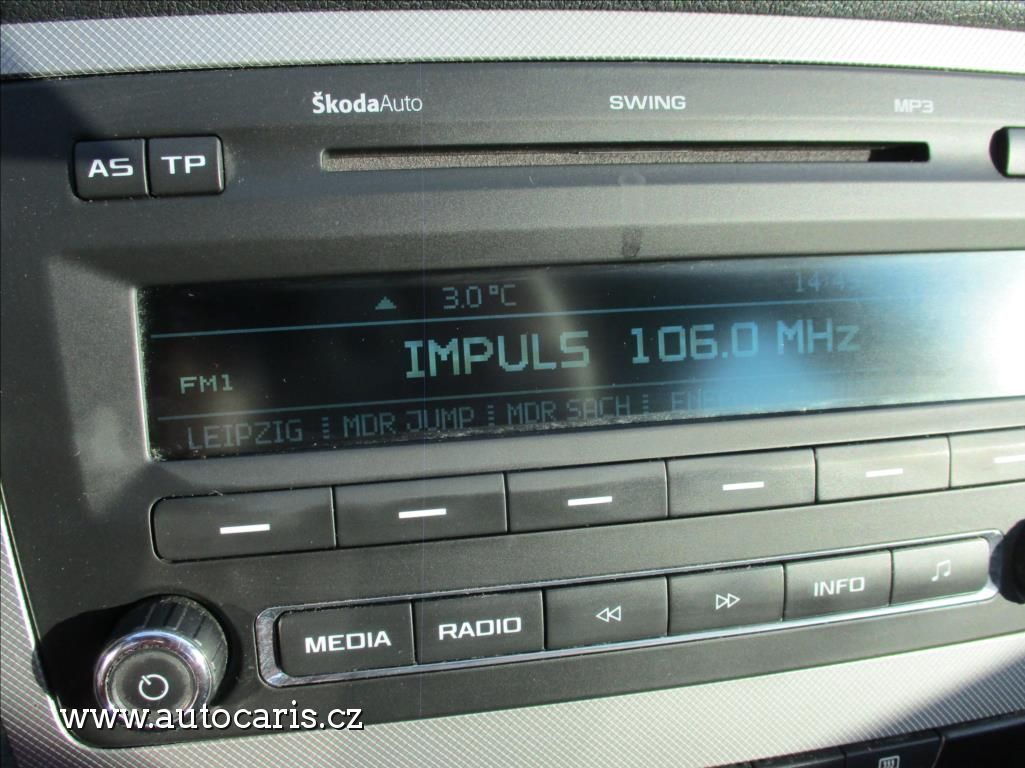 ŠkodaAuto SWING MP3
AS TP
3.0°C
IMPULS 106.0 MHz
FM1
LEIPZIG MDR JUMP MDR SACH
MEDIA RADIO INFO
www.autocaris.cz